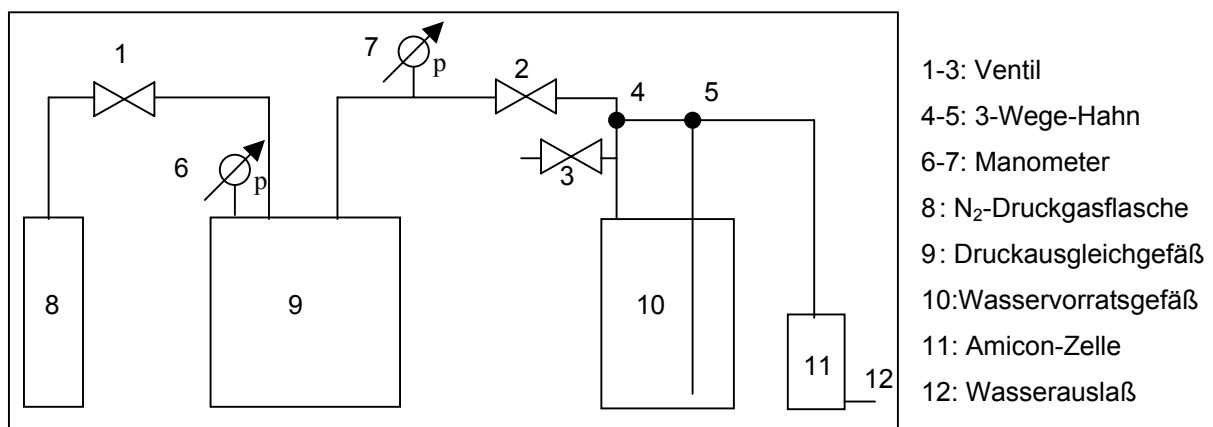 1
7
p
2
4
5
6
p
3
8
9
10
11
12
1-3: Ventil
4-5: 3-Wege-Hahn
6-7: Manometer
8: N₂-Druckgasflasche
9: Druckausgleichgefäß
10:Wasservorratsgefäß
11: Amicon-Zelle
12: Wasserauslaß